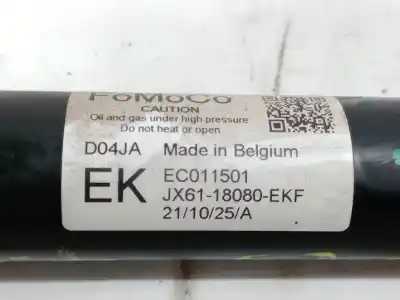 FoMoCo
CAUTION
Oil and gas under high pressure
Do not heat or open
D04JA Made in Belgium
EK EC011501
JX61-18080-EKF
21/10/25/A